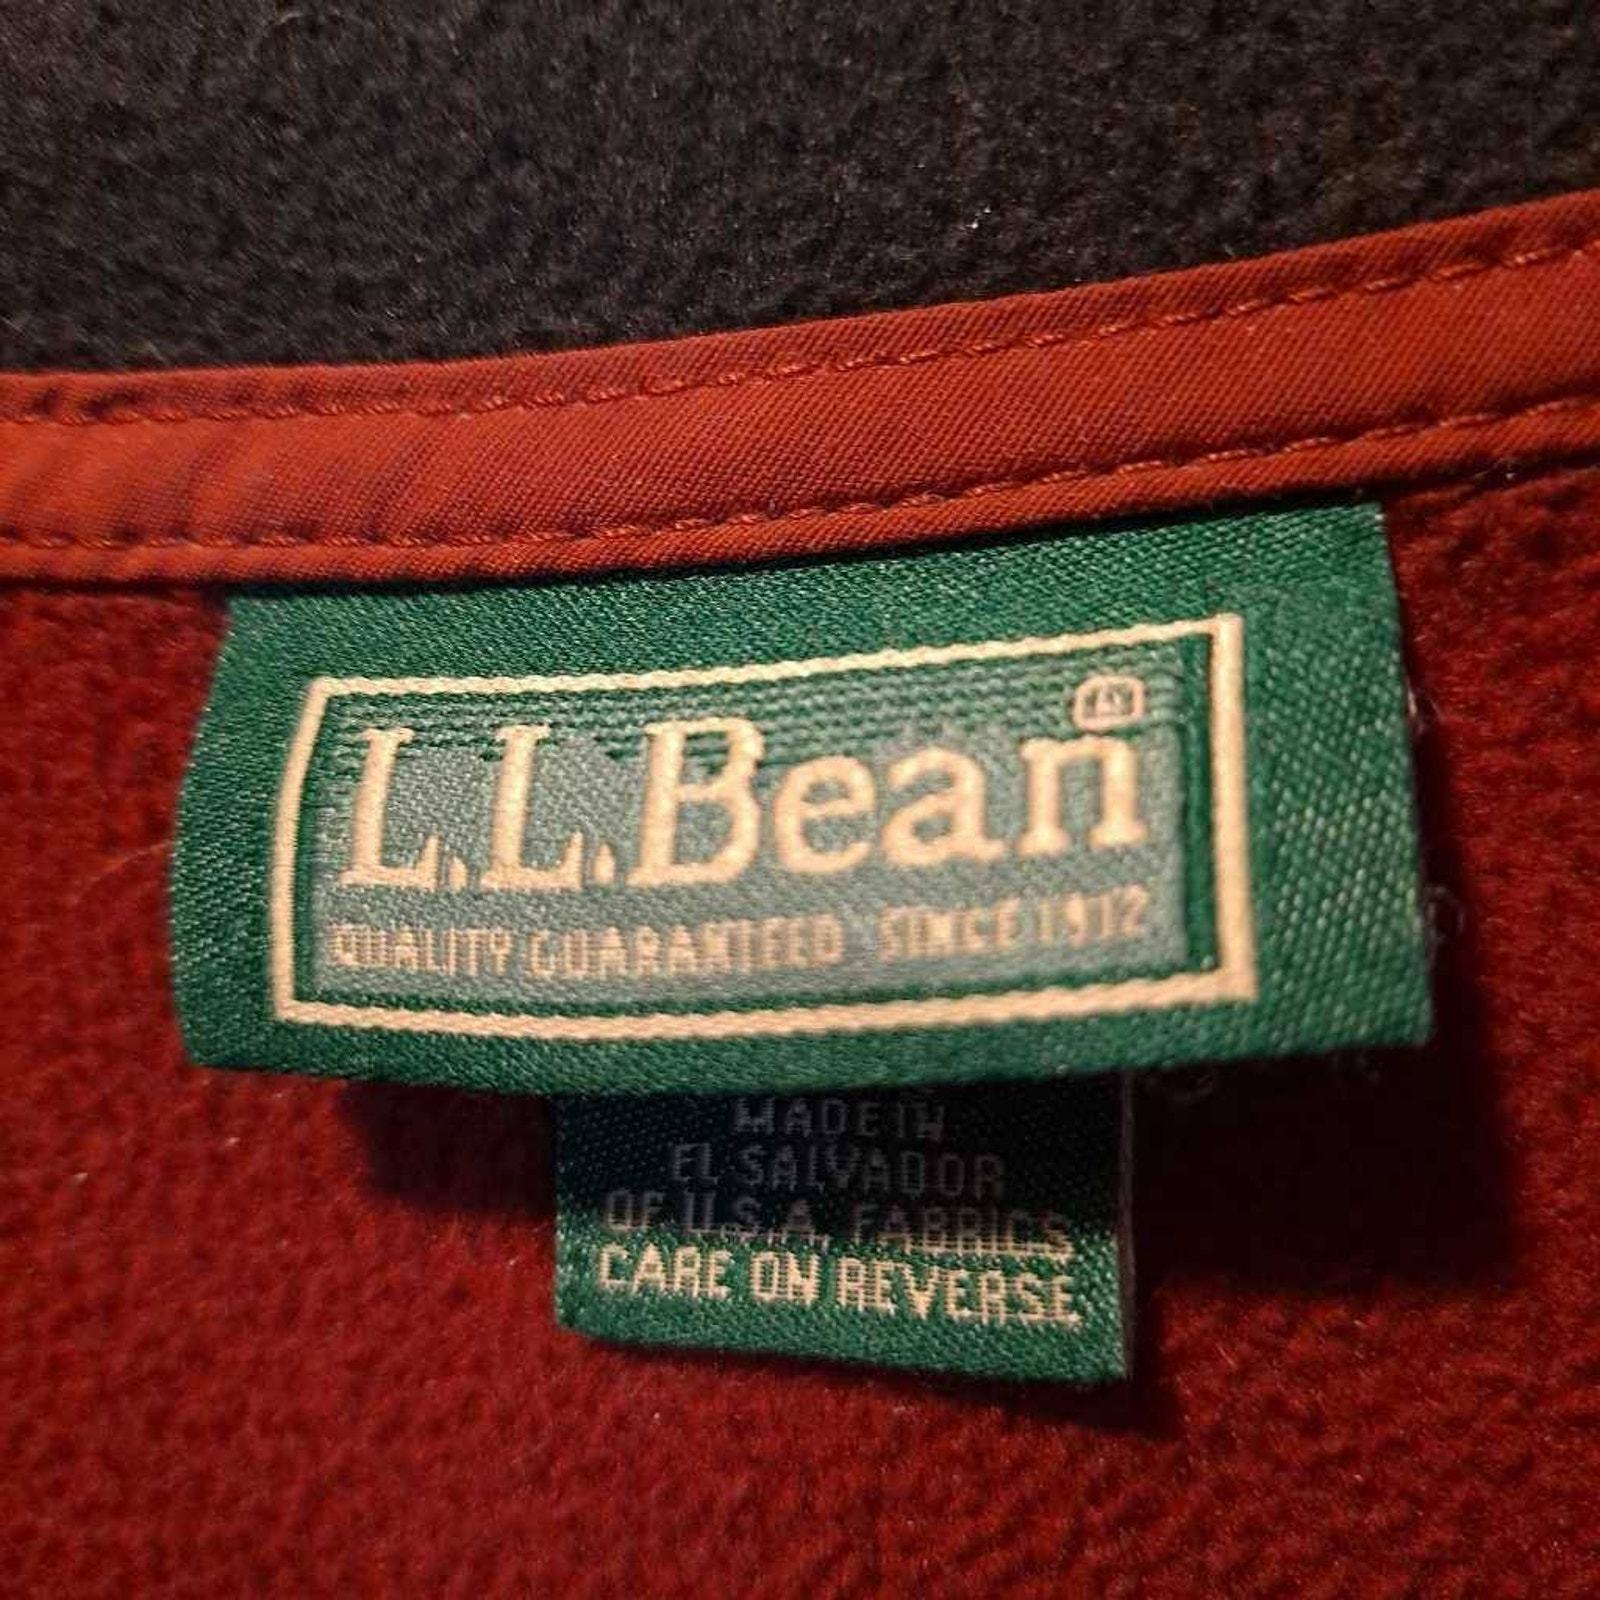 L.L.Bean
QUALITY GUARANTEED SINCE 1912
MADE IN
EL SALVADOR
OF U.S.A. FABRICS
CARE ON REVERSE